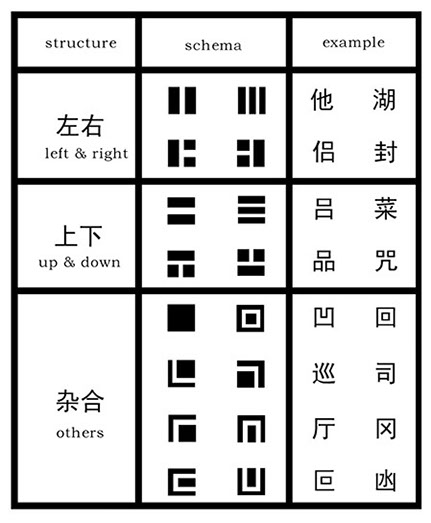 structure schema example
左右
left & right
他 湖
侣 封
上下
up & down
吕 菜
品 咒
杂合
others
凹 回
巡 司
厅 冈
叵 凼